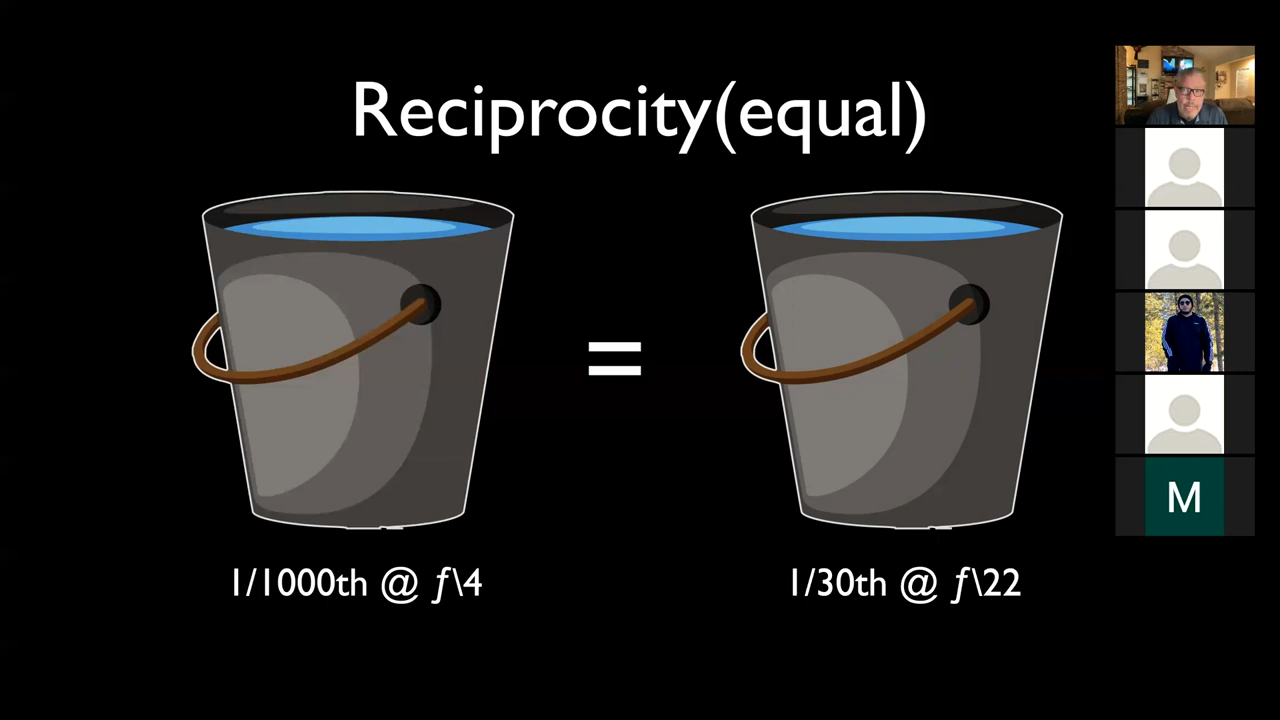 Reciprocity(equal)
=
1/1000th @ ƒ\4
1/30th @ ƒ\22
M